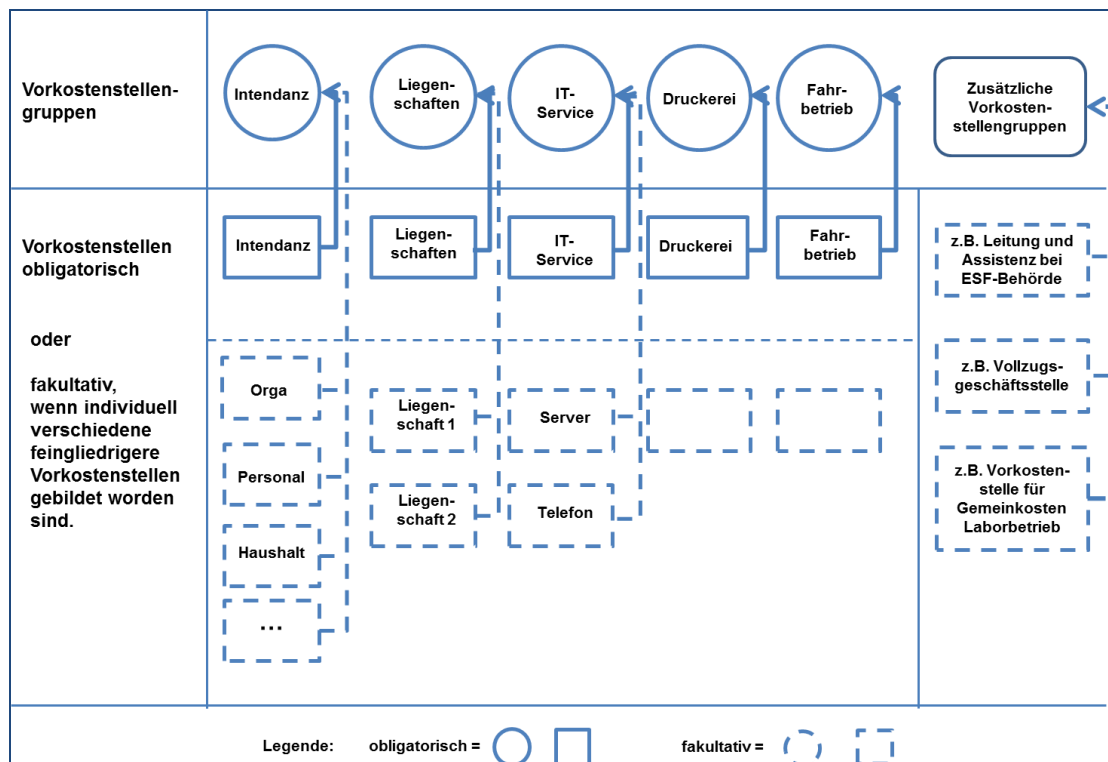 Vorkostenstellen-
gruppen
Intendanz
Liegen-
schaften
IT-
Service
Druckerei
Fahr-
betrieb
Zusätzliche
Vorkosten-
stellengruppen
Vorkostenstellen
obligatorisch
oder
fakultativ,
wenn individuell
verschiedene
feingliedrigere
Vorkostenstellen
gebildet worden
sind.
Intendanz
Liegen-
schaften
IT-
Service
Druckerei
Fahr-
betrieb
z.B. Leitung und
Assistenz bei
ESF-Behörde
Orga
Personal
Haushalt
...
Liegen-
schaft 1
Liegen-
schaft 2
Server
Telefon
z.B. Vollzugs-
geschäftsstelle
z.B. Vorkosten-
stelle für
Gemeinkosten
Laborbetrieb
Legende: obligatorisch = fakultativ =